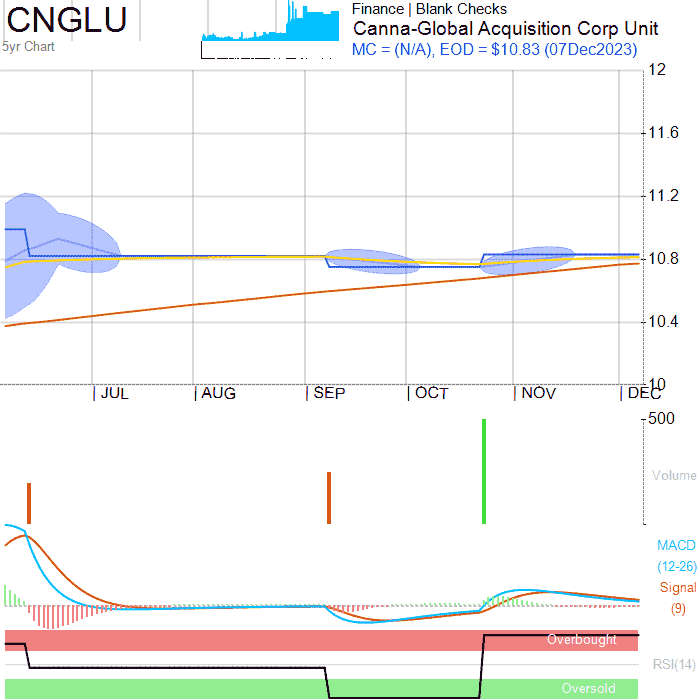 CNGLU
5yr Chart
Finance | Blank Checks
Canna-Global Acquisition Corp Unit
MC = (N/A), EOD = $10.83 (07Dec2023)
12
11.6
11.2
10.8
10.4
10
JUL AUG SEP OCT NOV DEC
500
Volume
MACD
(12-26)
Signal
(9)
Overbought
RSI(14)
Oversold